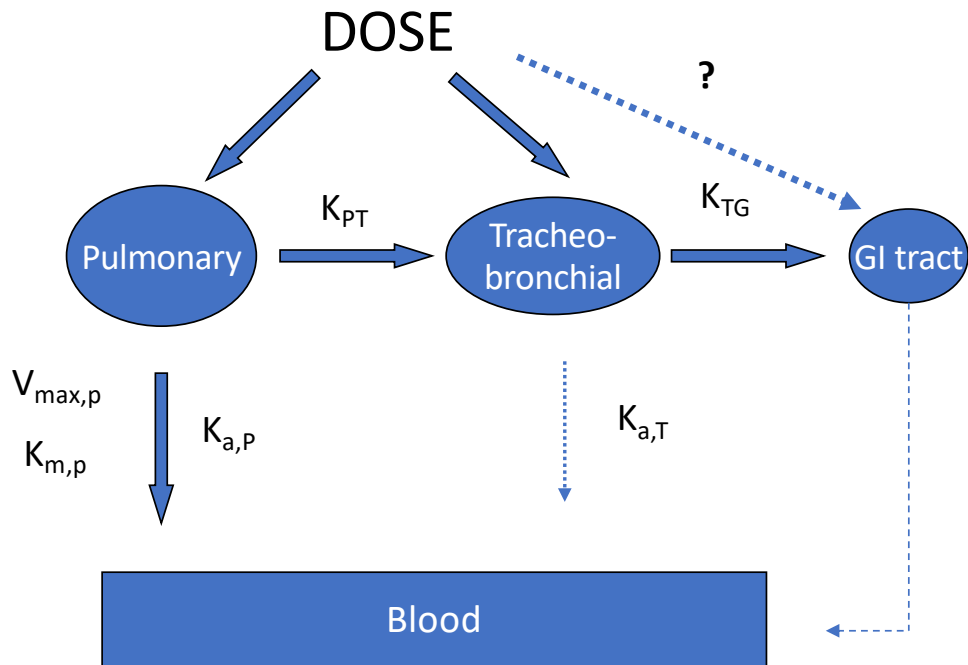 DOSE
?
K_PT
K_TG
Pulmonary
Tracheo-
bronchial
GI tract
V_max,p
K_m,p
K_a,P
K_a,T
Blood